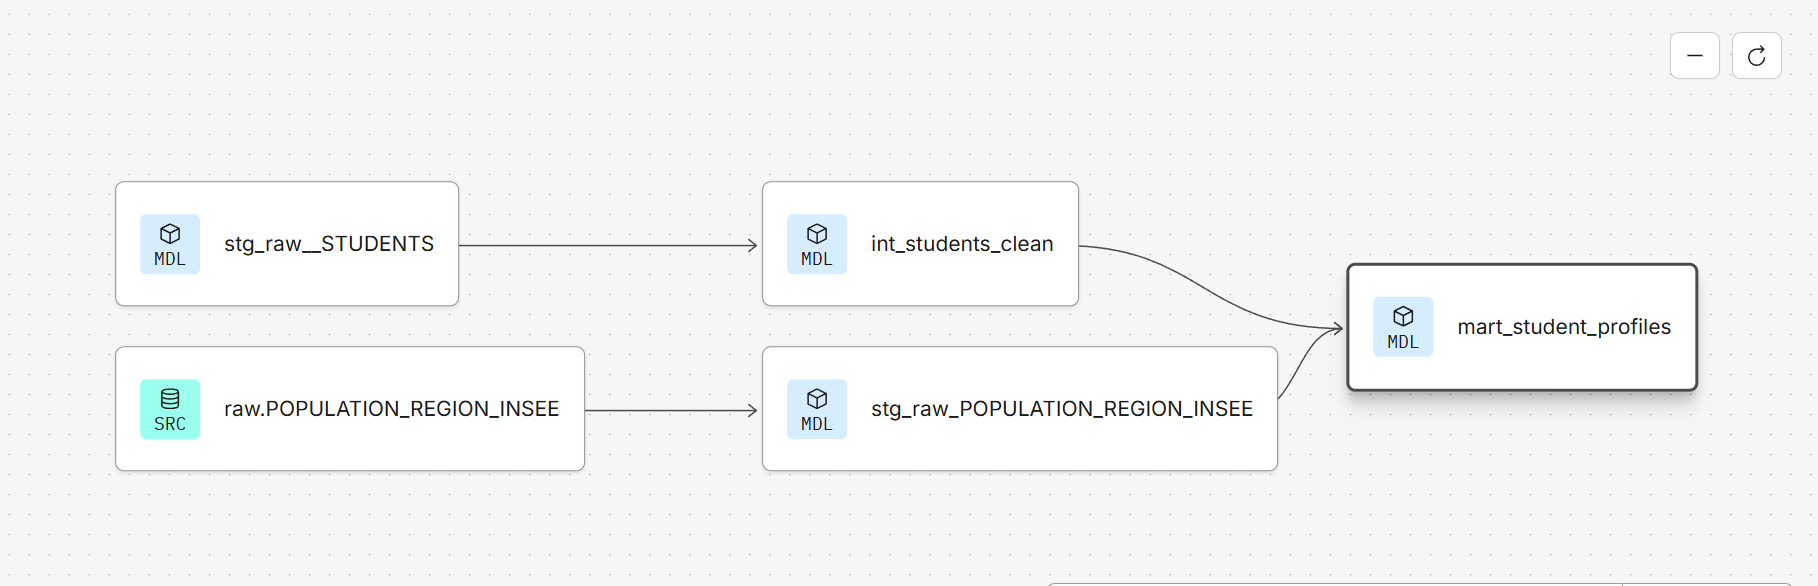 MDL
stg_raw__STUDENTS
MDL
int_students_clean
MDL
mart_student_profiles
SRC
raw.POPULATION_REGION_INSEE
MDL
stg_raw_POPULATION_REGION_INSEE